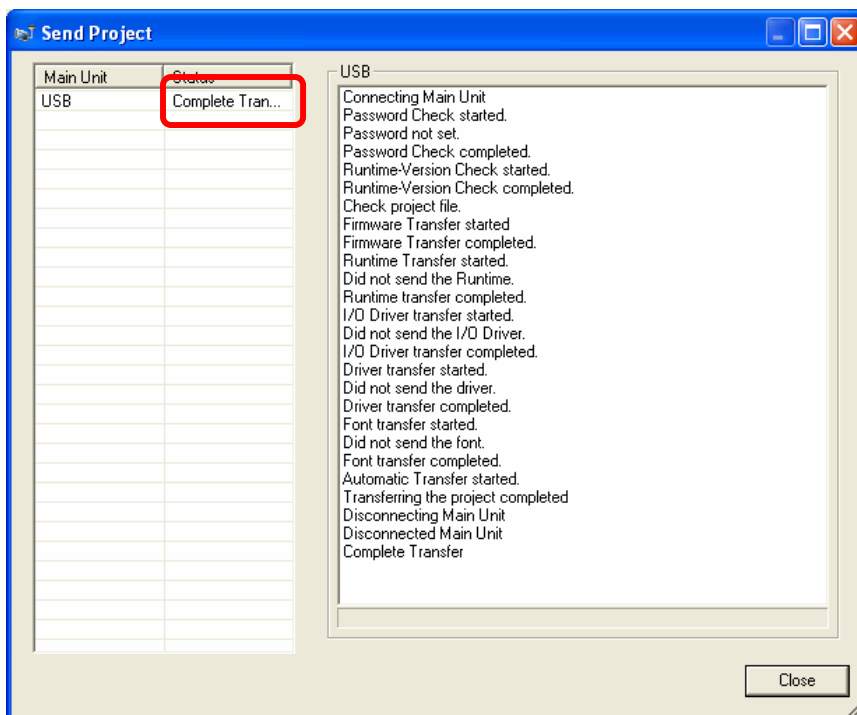 Send Project
Main Unit Status
USB Complete Tran...
USB
Connecting Main Unit
Password Check started.
Password not set.
Password Check completed.
Runtime-Version Check started.
Runtime-Version Check completed.
Check project file.
Firmware Transfer started
Firmware Transfer completed.
Runtime Transfer started.
Did not send the Runtime.
Runtime transfer completed.
I/O Driver transfer started.
Did not send the I/O Driver.
I/O Driver transfer completed.
Driver transfer started.
Did not send the driver.
Driver transfer completed.
Font transfer started.
Did not send the font.
Font transfer completed.
Automatic Transfer started.
Transferring the project completed
Disconnecting Main Unit
Disconnected Main Unit
Complete Transfer
Close